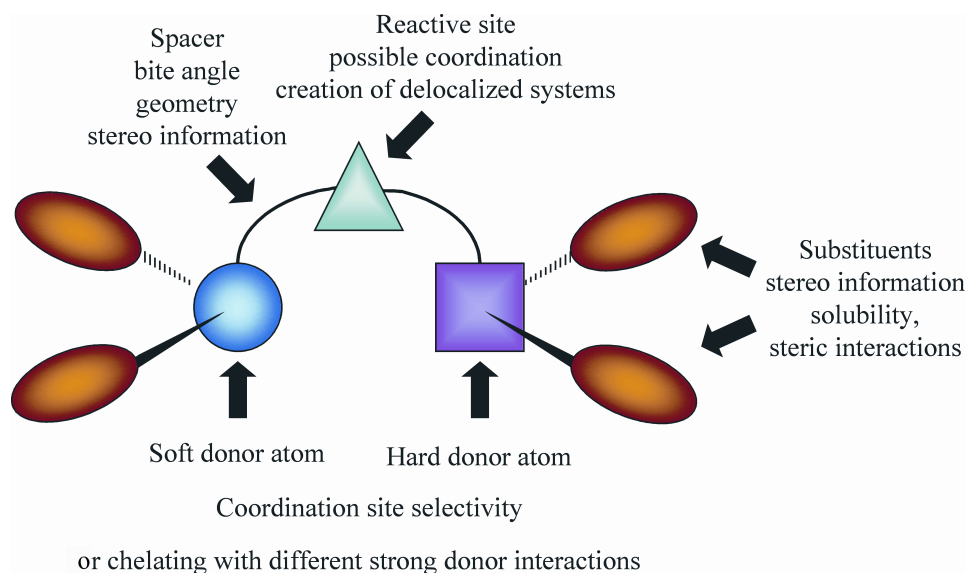 Spacer
bite angle
geometry
stereo information
Reactive site
possible coordination
creation of delocalized systems
Substituents
stereo information
solubility,
steric interactions
Soft donor atom
Hard donor atom
Coordination site selectivity
or chelating with different strong donor interactions